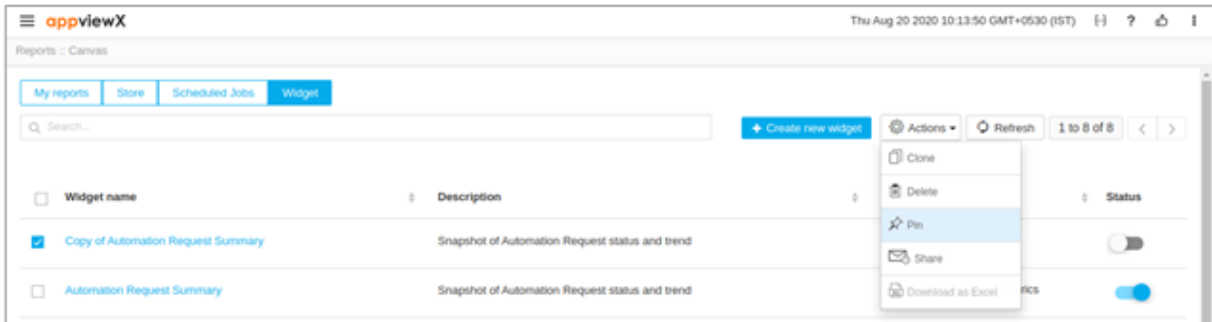 appviewX Thu Aug 20 2020 10:13:50 GMT+0530 (IST) ?
Reports :: Canvas
My reports Store Scheduled Jobs Widget
Search... + Create new widget Actions Refresh 1 to 8 of 8 < >
Clone
Widget name Description Delete Status
Pin
Copy of Automation Request Summary Snapshot of Automation Request status and trend
Share
Automation Request Summary Snapshot of Automation Request status and trend Download as Excel rics